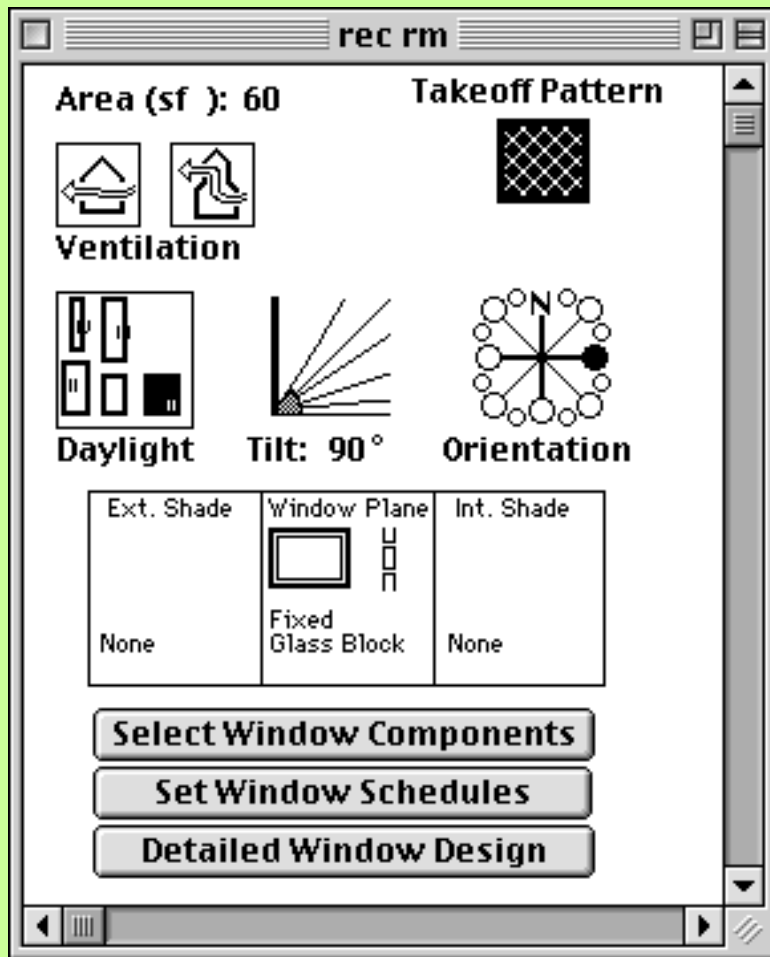 rec rm
Area (sf ): 60
Takeoff Pattern
Ventilation
N
Daylight
Tilt: 90°
Orientation
Ext. Shade
Window Plane
Int. Shade
None
Fixed
Glass Block
None
Select Window Components
Set Window Schedules
Detailed Window Design